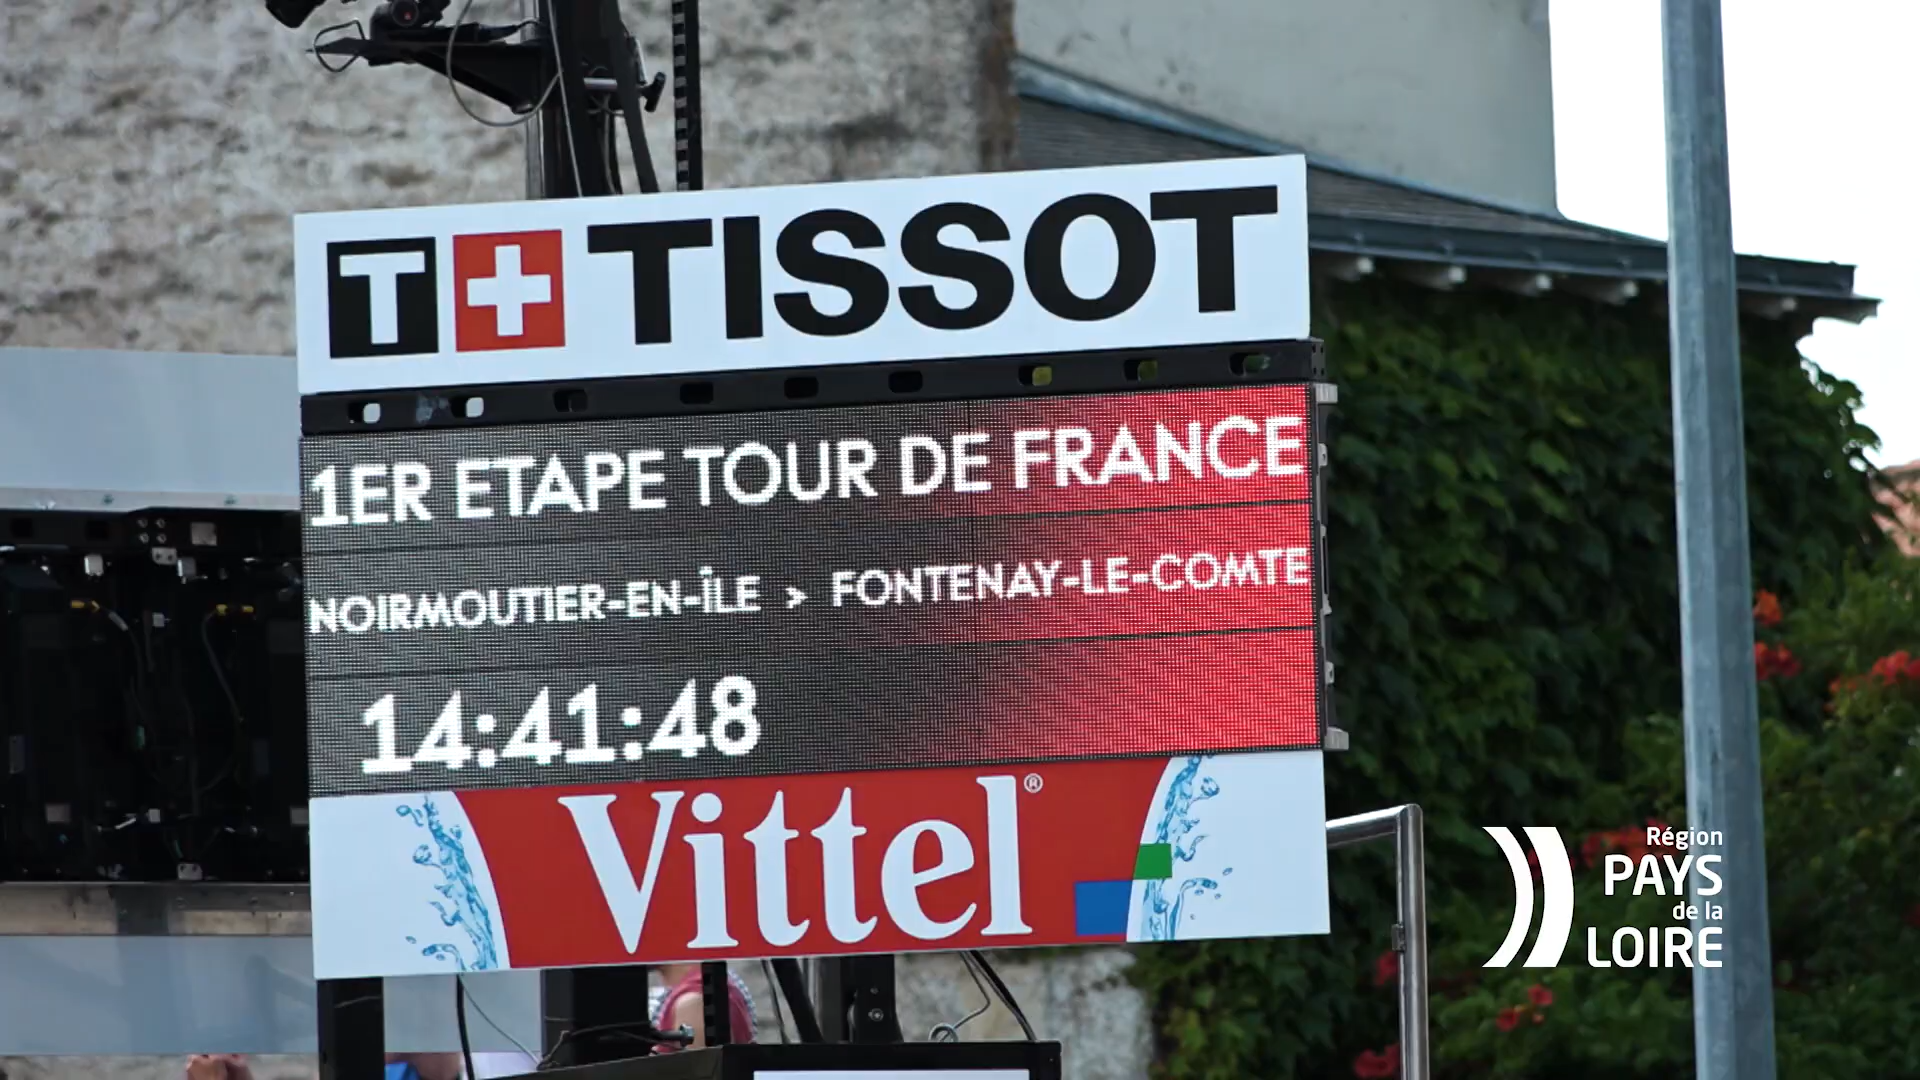 T+ TISSOT
1ER ETAPE TOUR DE FRANCE
NOIRMOUTIER-EN-ÎLE > FONTENAY-LE-COMTE
14:41:48
Vittel®
Région
PAYS
de la
LOIRE